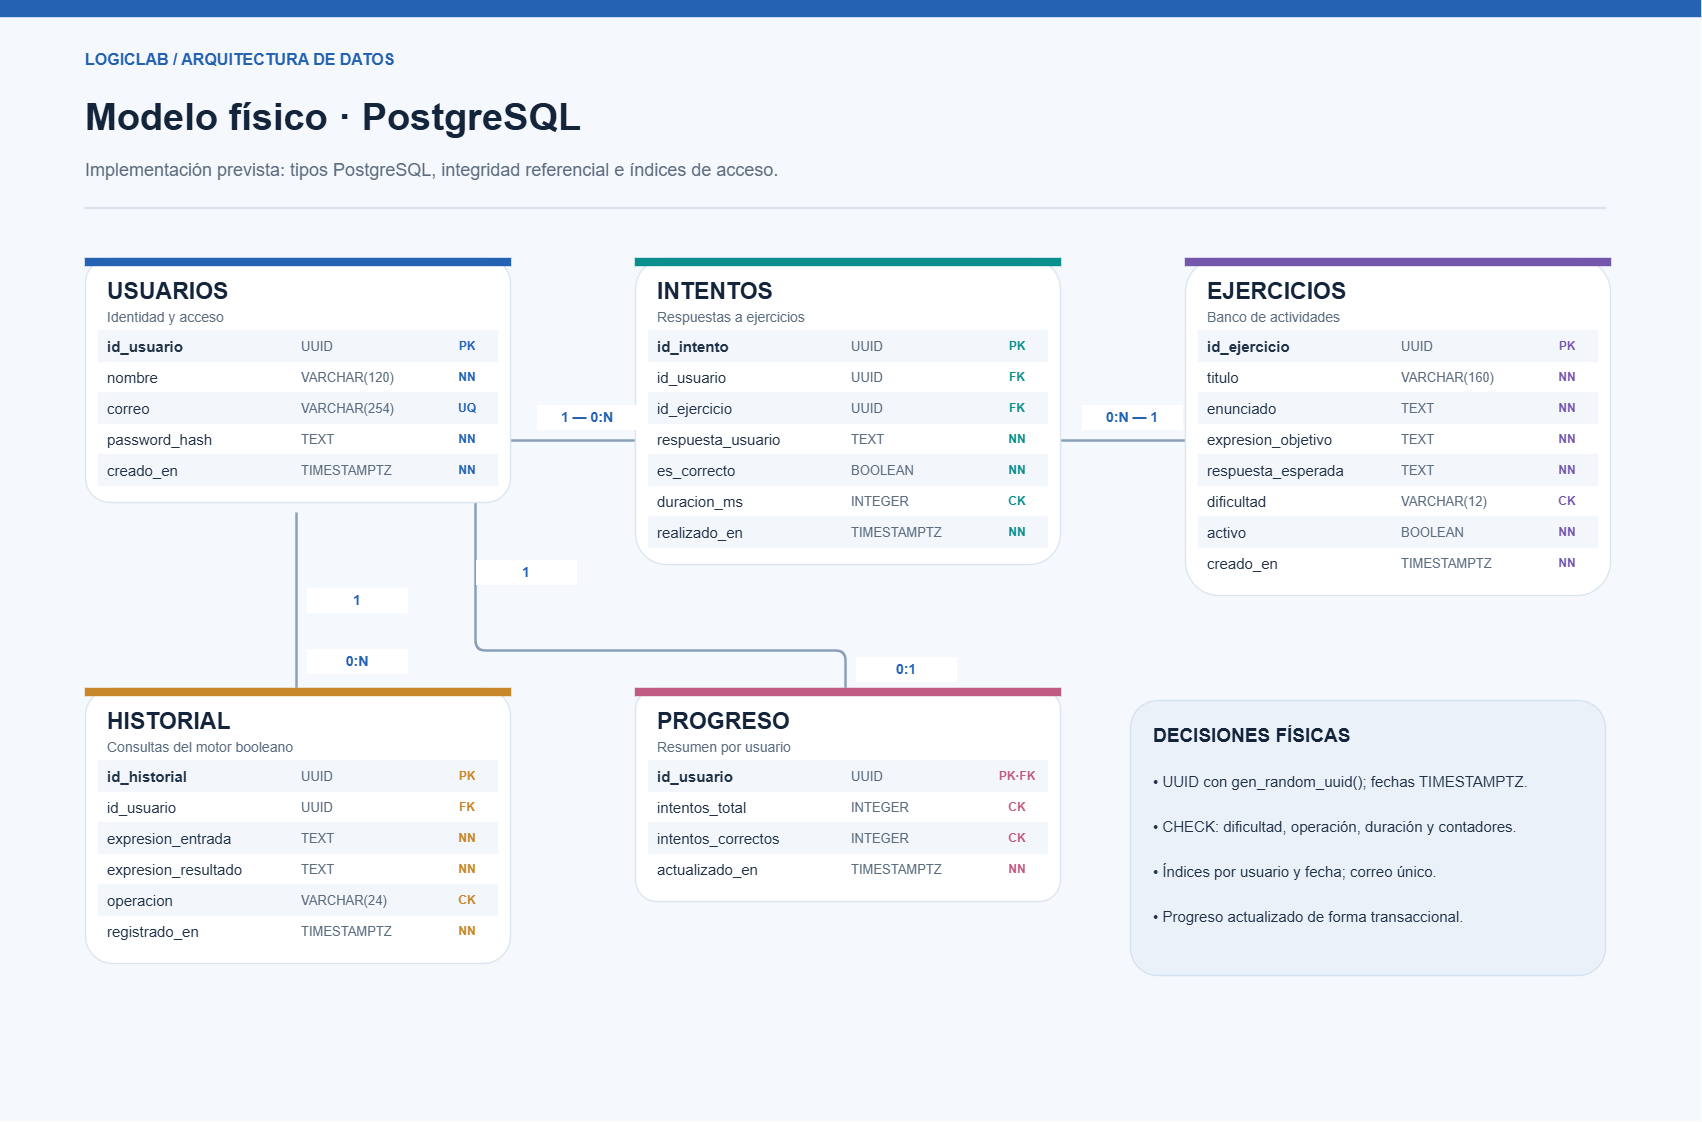 LOGICLAB / ARQUITECTURA DE DATOS
Modelo físico · PostgreSQL
Implementación prevista: tipos PostgreSQL, integridad referencial e índices de acceso.
USUARIOS
Identidad y acceso
id_usuario UUID PK
nombre VARCHAR(120) NN
correo VARCHAR(254) UQ
password_hash TEXT NN
creado_en TIMESTAMPTZ NN
1 — 0:N
INTENTOS
Respuestas a ejercicios
id_intento UUID PK
id_usuario UUID FK
id_ejercicio UUID FK
respuesta_usuario TEXT NN
es_correcto BOOLEAN NN
duracion_ms INTEGER CK
realizado_en TIMESTAMPTZ NN
0:N — 1
EJERCICIOS
Banco de actividades
id_ejercicio UUID PK
titulo VARCHAR(160) NN
enunciado TEXT NN
expresion_objetivo TEXT NN
respuesta_esperada TEXT NN
dificultad VARCHAR(12) CK
activo BOOLEAN NN
creado_en TIMESTAMPTZ NN
1
1
0:N
0:1
HISTORIAL
Consultas del motor booleano
id_historial UUID PK
id_usuario UUID FK
expresion_entrada TEXT NN
expresion_resultado TEXT NN
operacion VARCHAR(24) CK
registrado_en TIMESTAMPTZ NN
PROGRESO
Resumen por usuario
id_usuario UUID PK·FK
intentos_total INTEGER CK
intentos_correctos INTEGER CK
actualizado_en TIMESTAMPTZ NN
DECISIONES FÍSICAS
• UUID con gen_random_uuid(); fechas TIMESTAMPTZ.
• CHECK: dificultad, operación, duración y contadores.
• Índices por usuario y fecha; correo único.
• Progreso actualizado de forma transaccional.